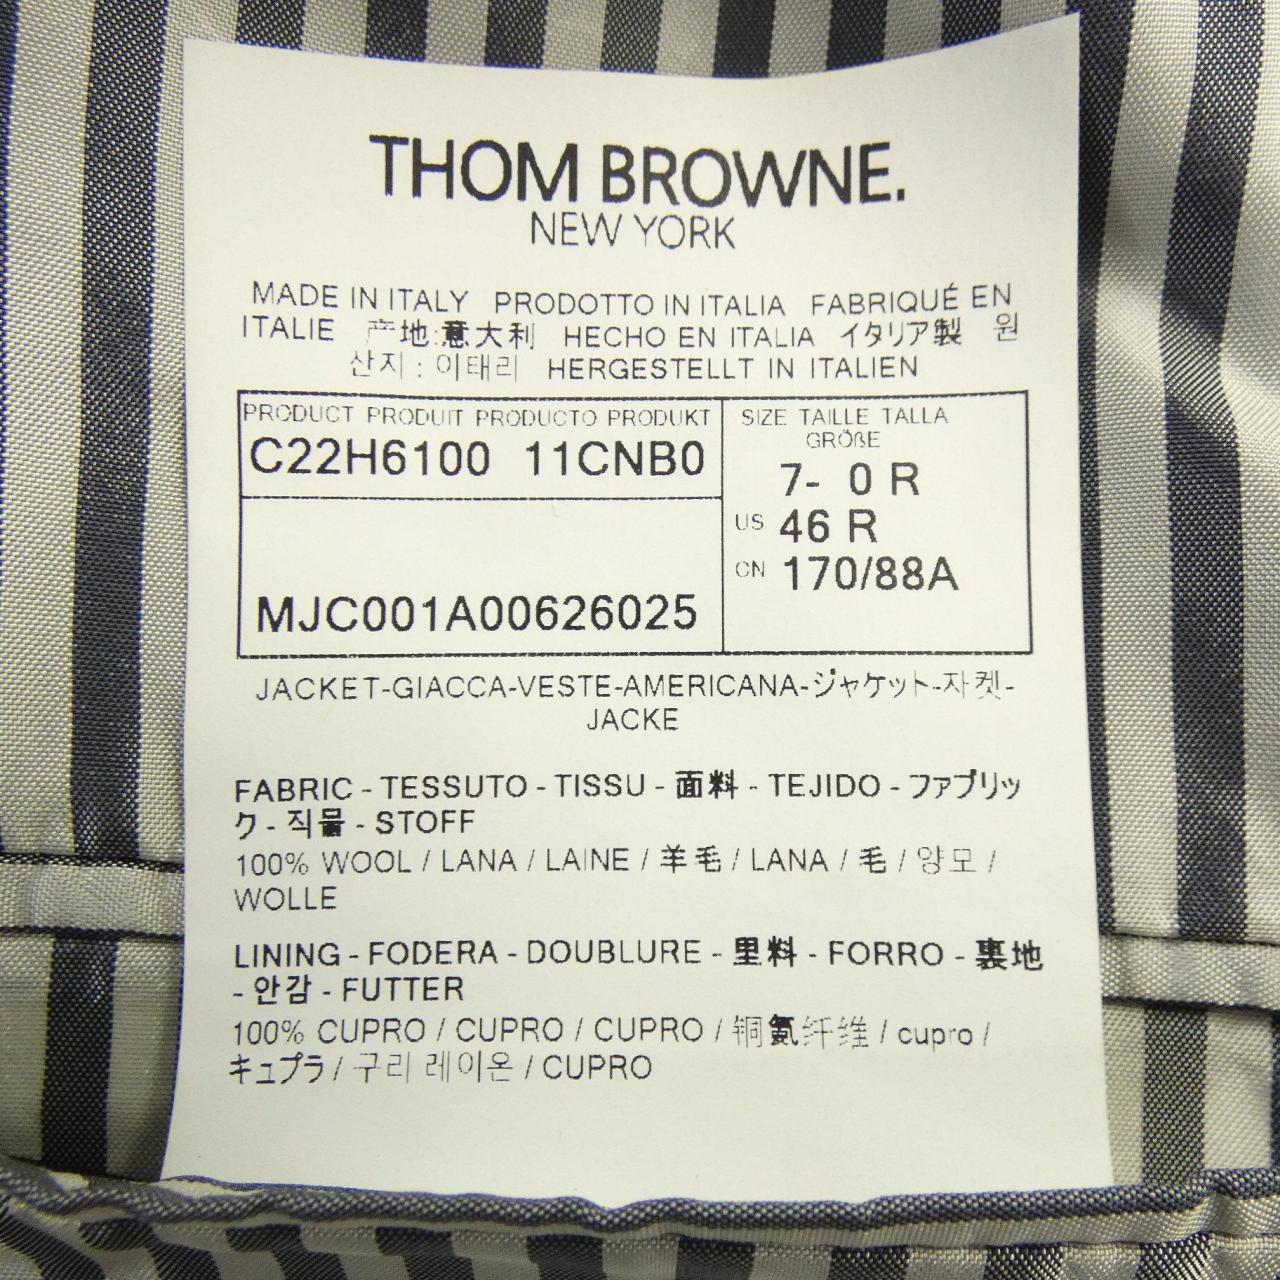 THOM BROWNE.
NEW YORK
MADE IN ITALY PRODOTTO IN ITALIA FABRIQUÉ EN
ITALIE 产地:意大利 HECHO EN ITALIA イタリア製 원
산지 : 이태리 HERGESTELLT IN ITALIEN
PRODUCT PRODUIT PRODUCTO PRODUKT
C22H6100 11CNB0
MJC001A00626025
SIZE TAILLE TALLA
GRÖßE
7- 0 R
US 46 R
CN 170/88A
JACKET-GIACCA-VESTE-AMERICANA-ジャケット-자켓-
JACKE
FABRIC - TESSUTO - TISSU - 面料 - TEJIDO - ファブリッ
ク - 직물 - STOFF
100% WOOL / LANA / LAINE / 羊毛 / LANA / 毛 / 양모 /
WOLLE
LINING - FODERA - DOUBLURE - 里料 - FORRO - 裏地
- 안감 - FUTTER
100% CUPRO / CUPRO / CUPRO / 铜氨纤维 / cupro /
キュプラ / 구리 레이온 / CUPRO